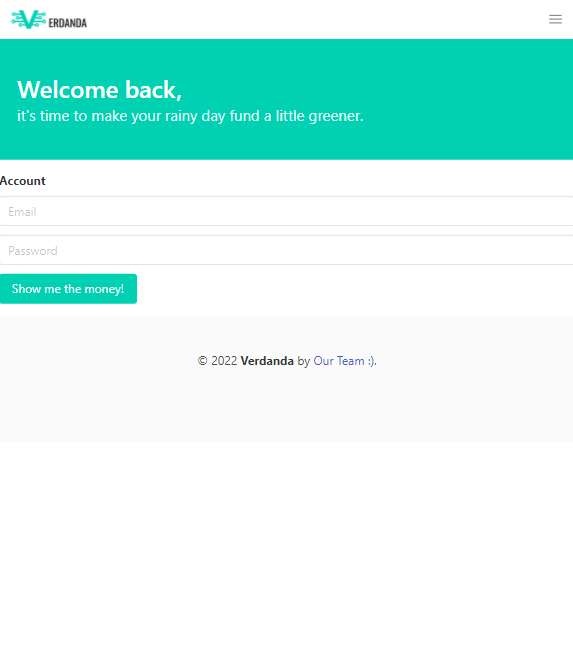 VERDANDA
Welcome back,
it's time to make your rainy day fund a little greener.
Account
Email
Password
Show me the money!
© 2022 Verdanda by Our Team :).